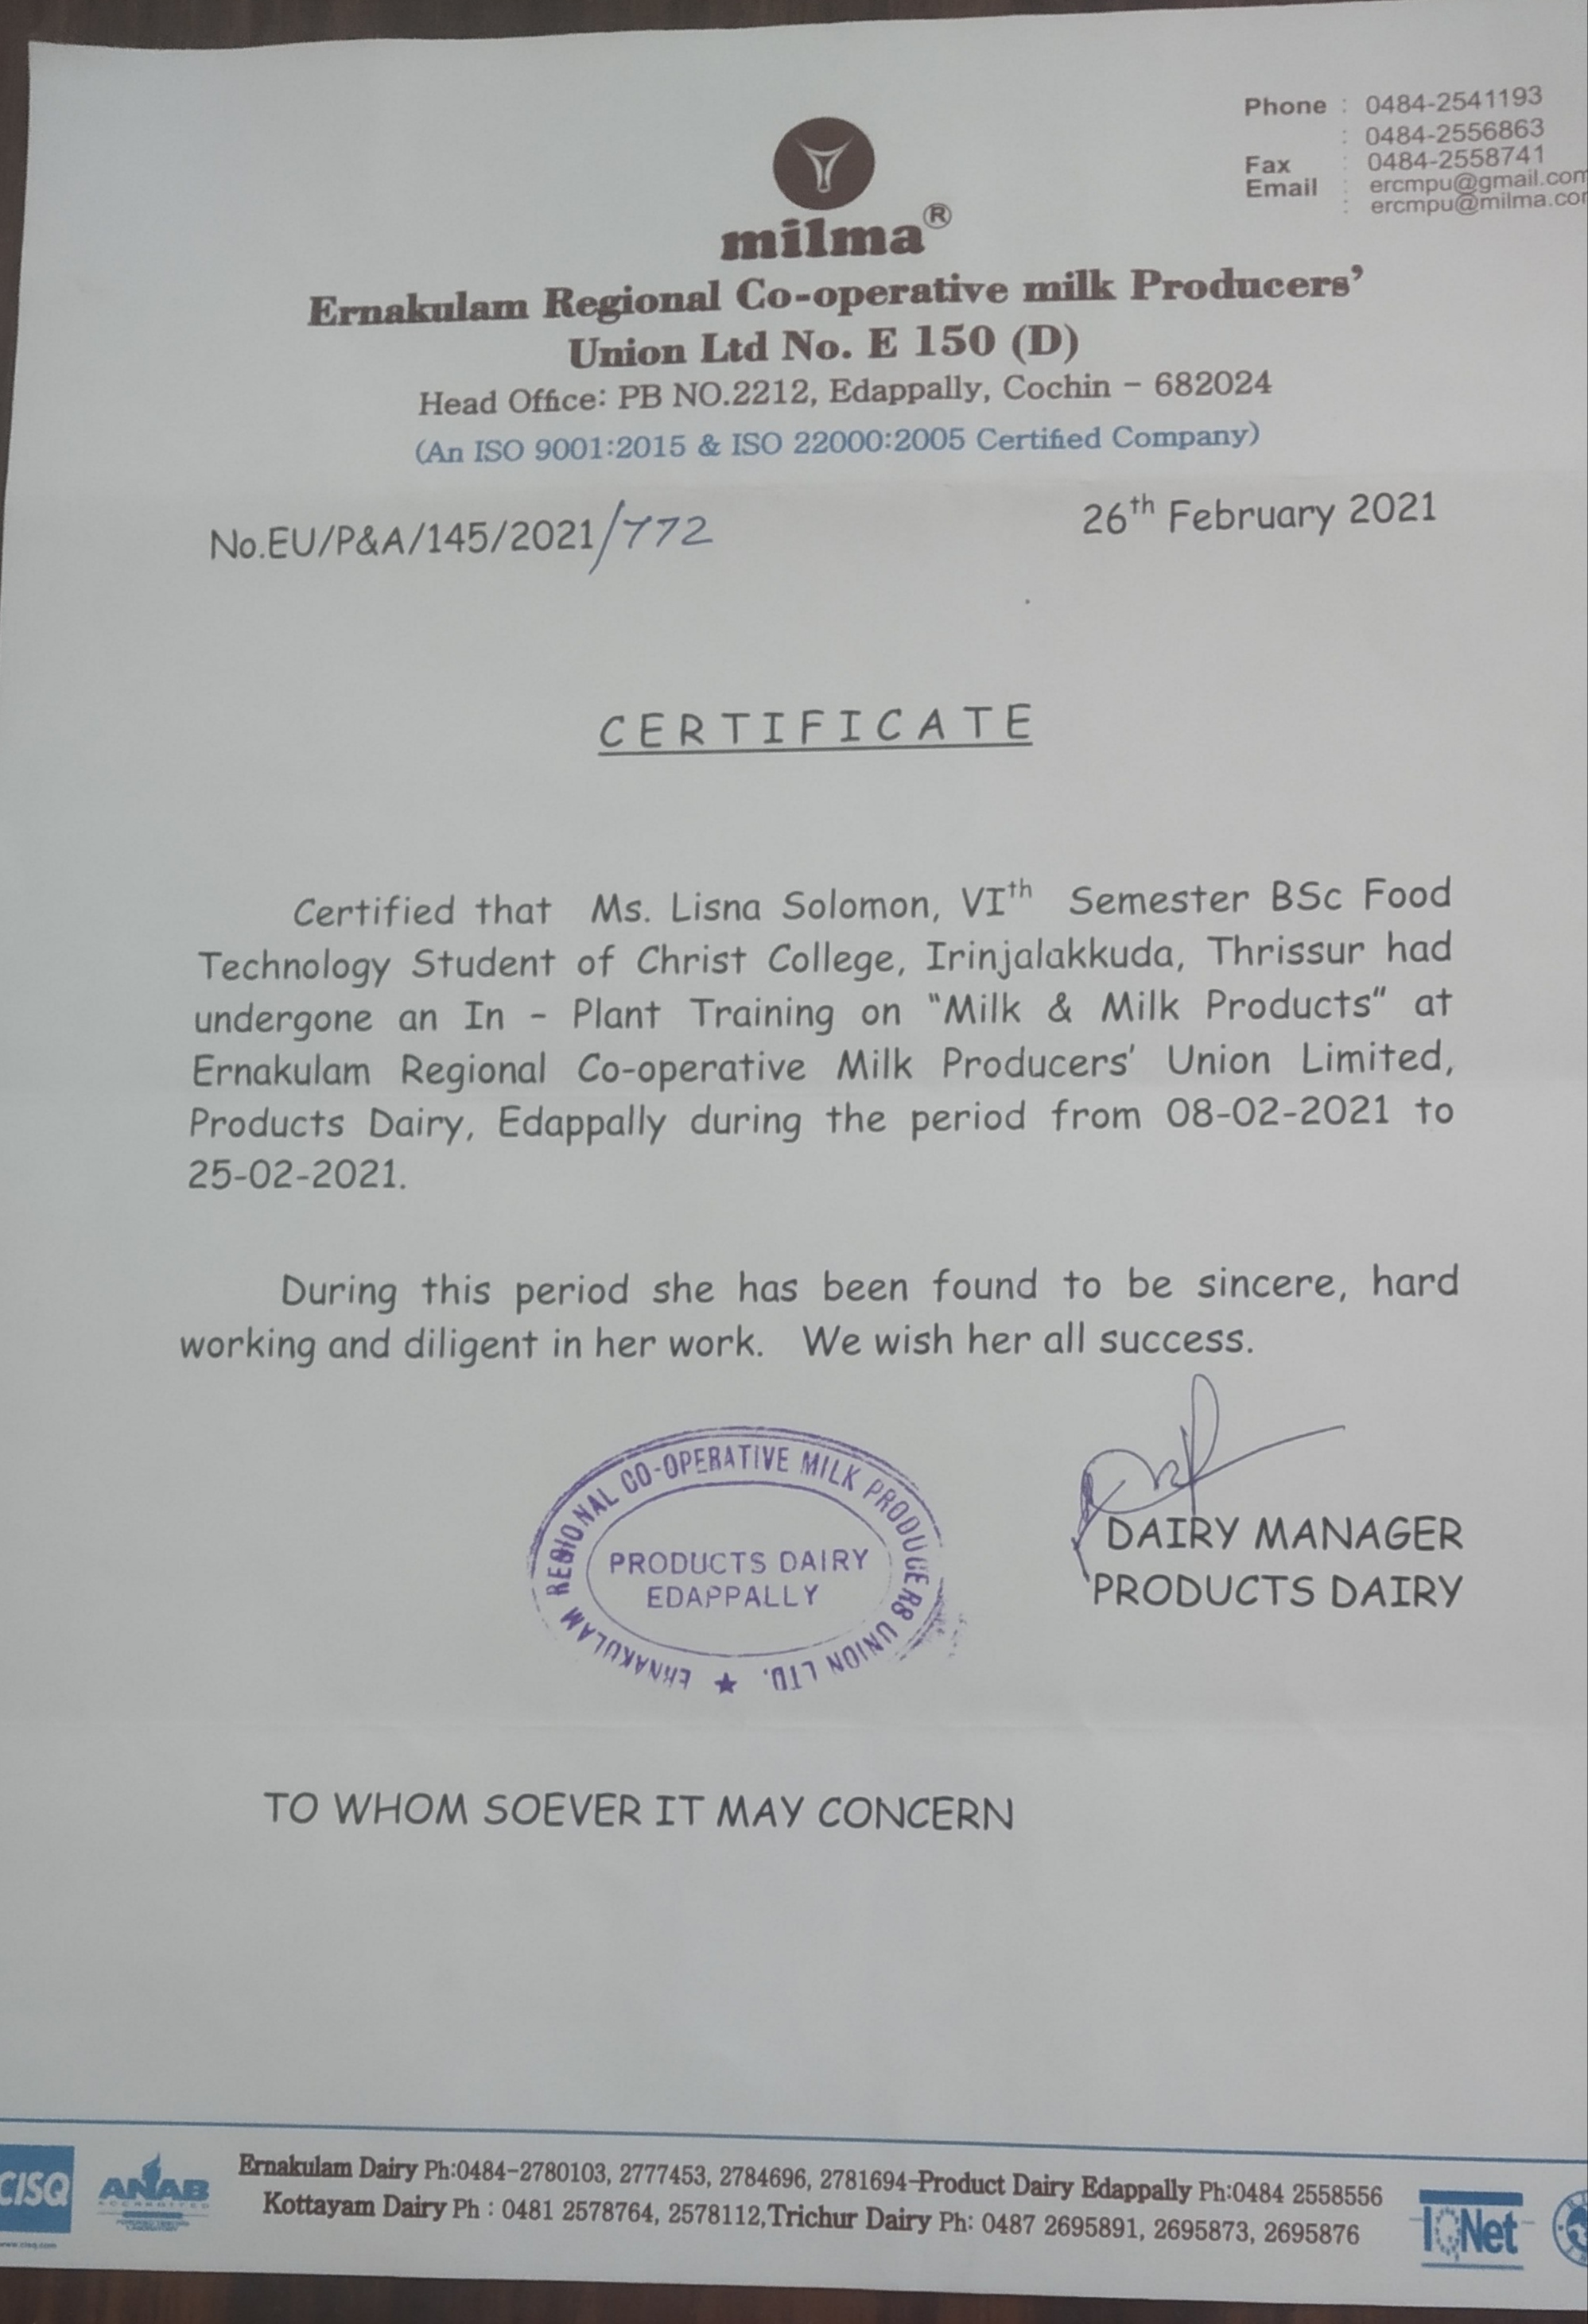 Phone : 0484-2541193
: 0484-2556863
Fax : 0484-2558741
Email : ercmpu@gmail.com
: ercmpu@milma.co
milma®
Ernakulam Regional Co-operative milk Producers'
Union Ltd No. E 150 (D)
Head Office: PB NO.2212, Edappally, Cochin - 682024
(An ISO 9001:2015 & ISO 22000:2005 Certified Company)
No.EU/P&A/145/2021/772 26th February 2021
CERTIFICATE
Certified that Ms. Lisna Solomon, VIth Semester BSc Food
Technology Student of Christ College, Irinjalakkuda, Thrissur had
undergone an In - Plant Training on "Milk & Milk Products" at
Ernakulam Regional Co-operative Milk Producers' Union Limited,
Products Dairy, Edappally during the period from 08-02-2021 to
25-02-2021.
During this period she has been found to be sincere, hard
working and diligent in her work. We wish her all success.
ERNAKULAM REGIONAL CO-OPERATIVE MILK PRODUCERS UNION LTD. ★
PRODUCTS DAIRY
EDAPPALLY
DAIRY MANAGER
PRODUCTS DAIRY
TO WHOM SOEVER IT MAY CONCERN
CISQ
www.cisq.com
ANAB
ACCREDITED
Ernakulam Dairy Ph:0484-2780103, 2777453, 2784696, 2781694-Product Dairy Edappally Ph:0484 2558556
Kottayam Dairy Ph : 0481 2578764, 2578112,Trichur Dairy Ph: 0487 2695891, 2695873, 2695876
IQNet